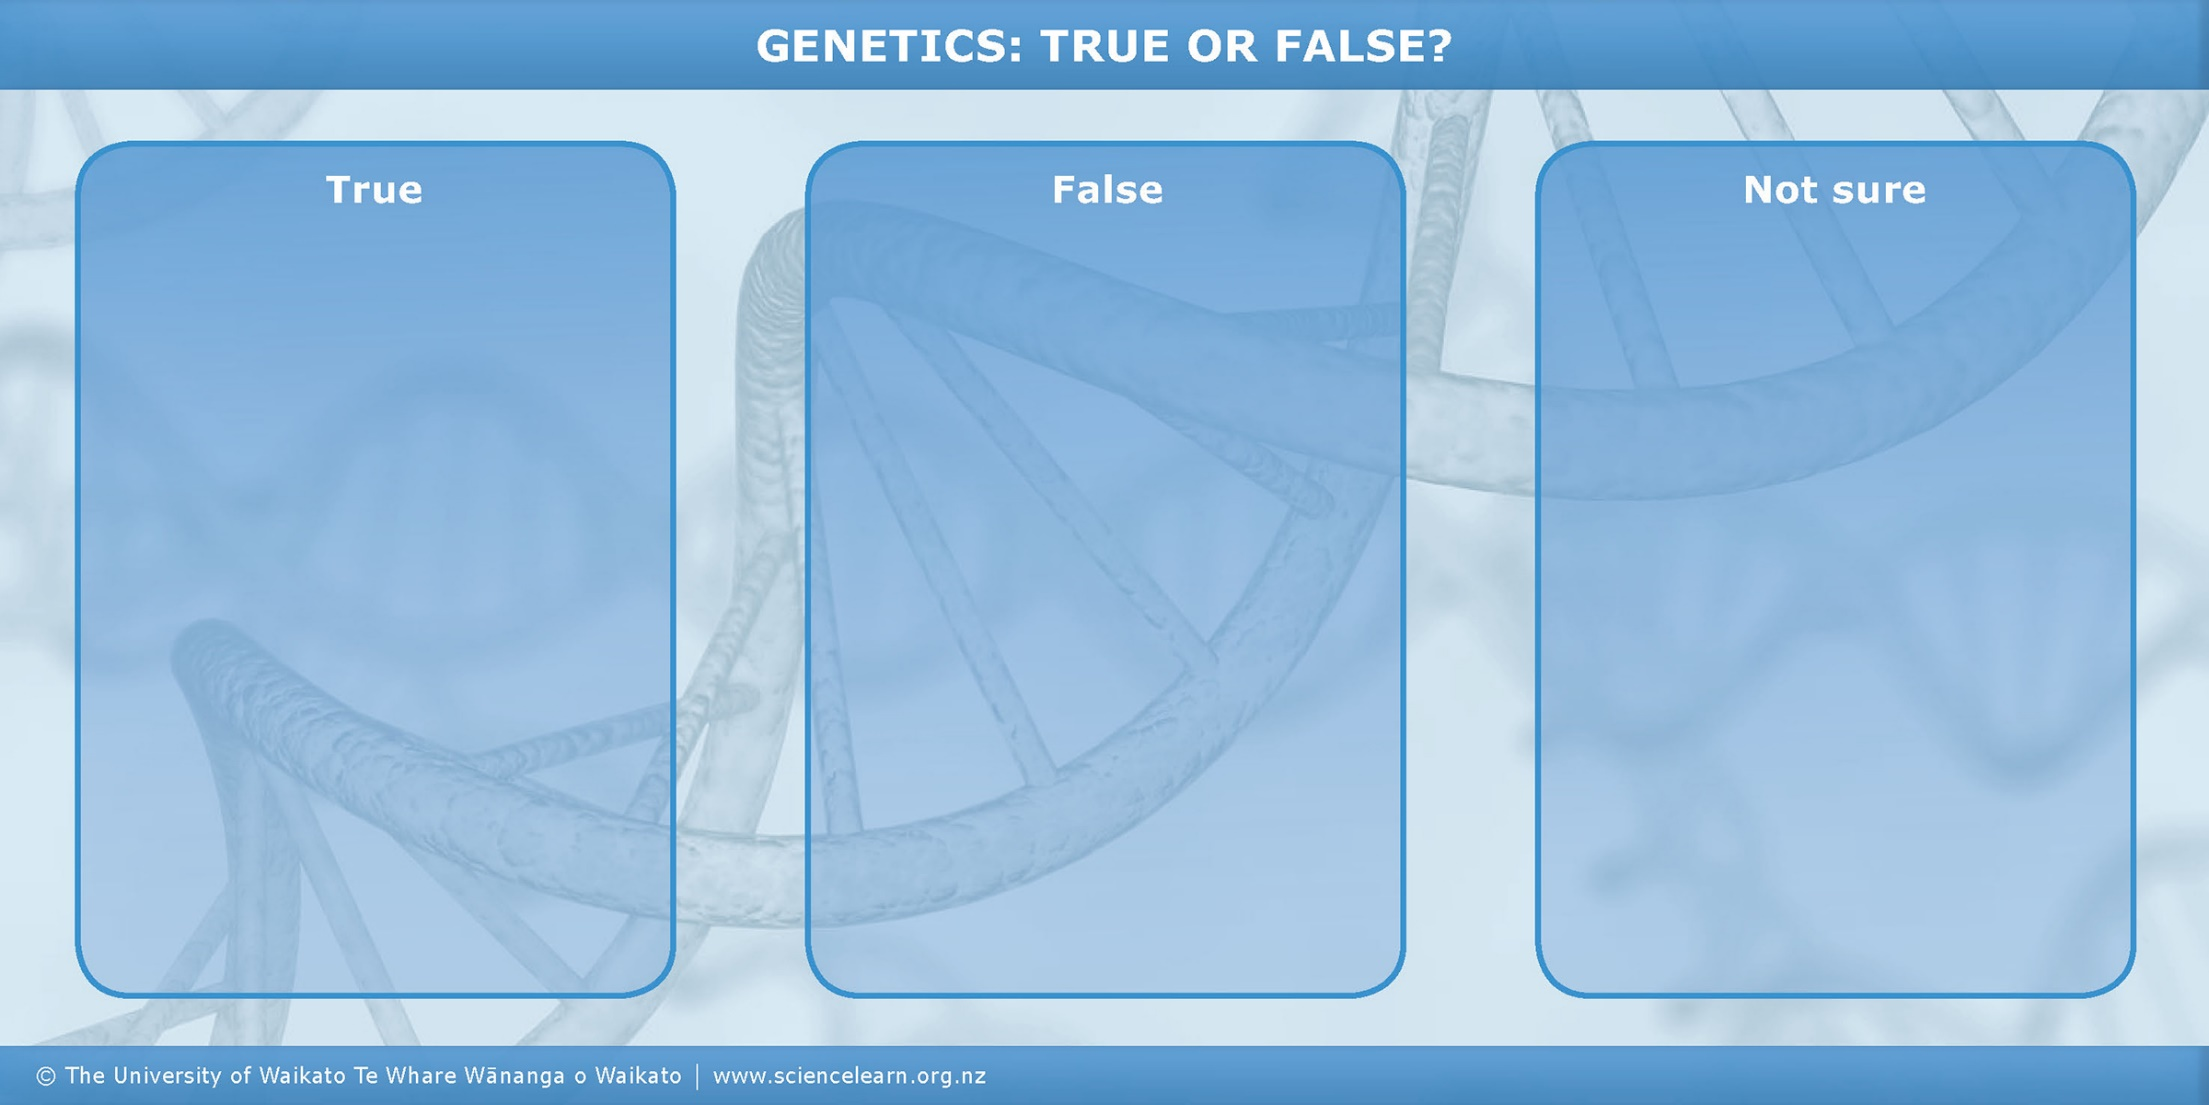 GENETICS: TRUE OR FALSE?
True
False
Not sure
© The University of Waikato Te Whare Wānanga o Waikato | www.sciencelearn.org.nz